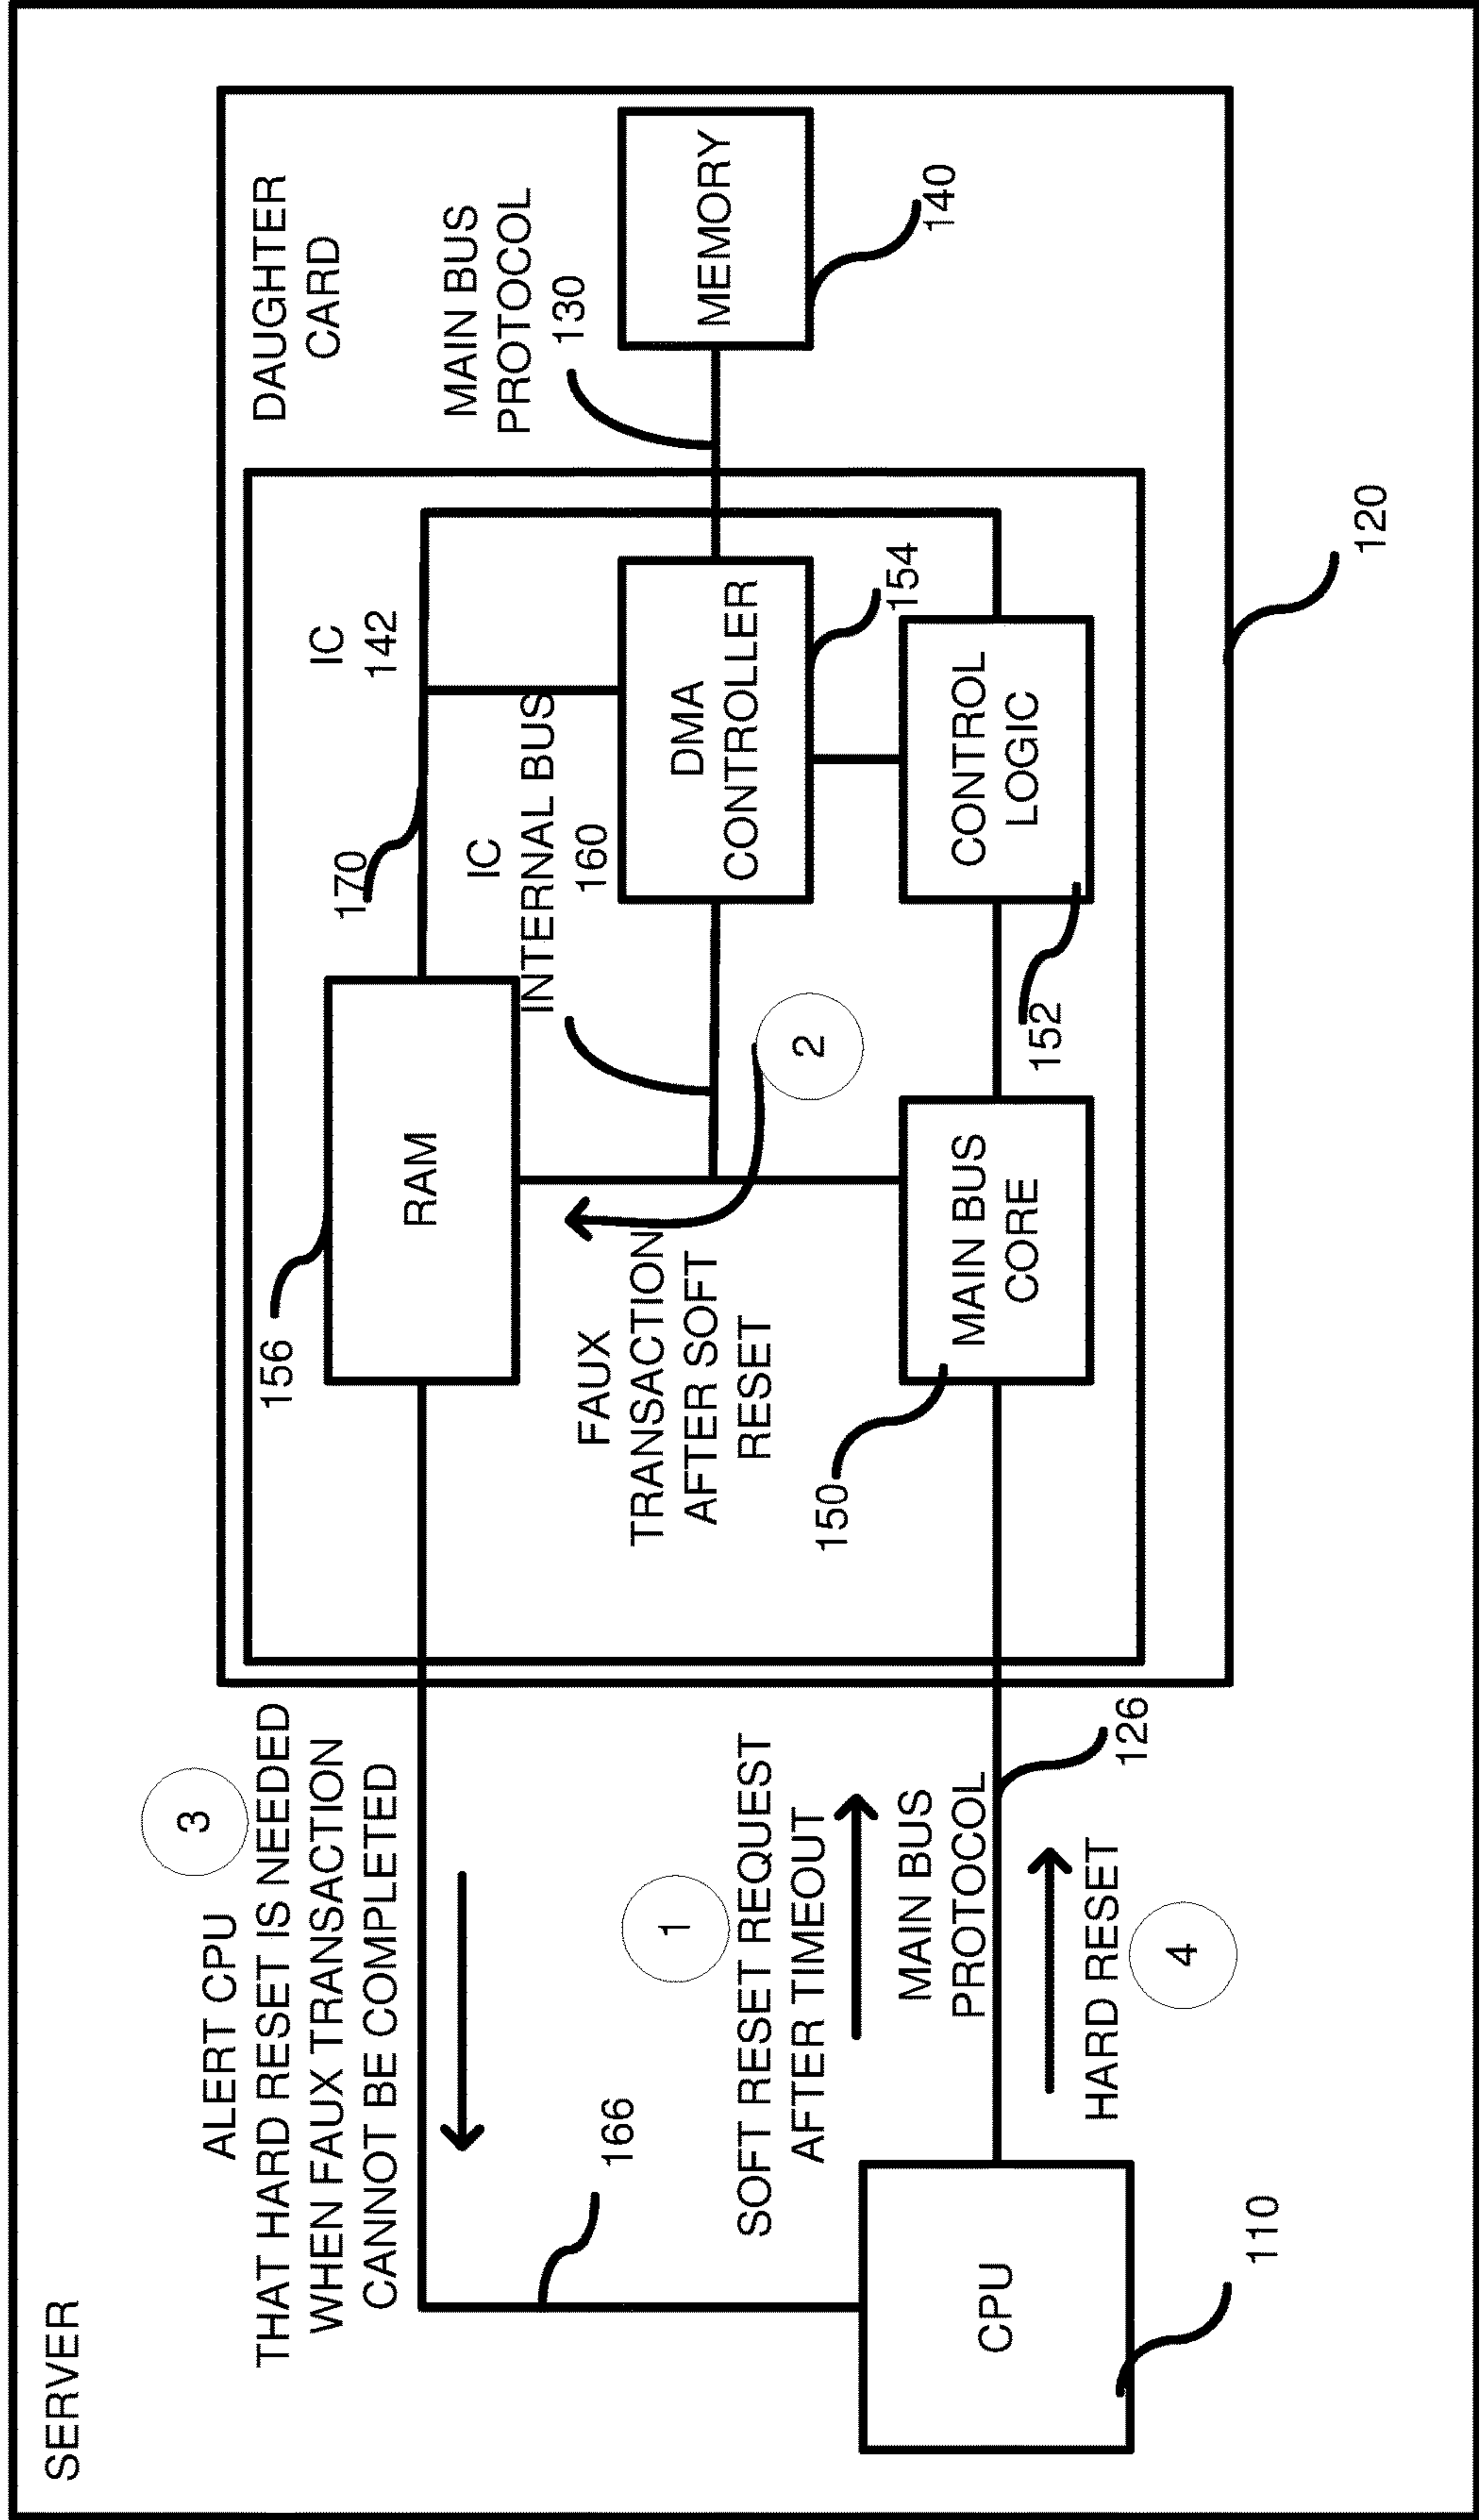 SERVER
ALERT CPU
THAT HARD RESET IS NEEDED
WHEN FAUX TRANSACTION
CANNOT BE COMPLETED
3
166
1
SOFT RESET REQUEST
AFTER TIMEOUT
MAIN BUS
PROTOCOL
126
HARD RESET
4
CPU
110
DAUGHTER
CARD
120
IC
142
170
156
RAM
IC
INTERNAL BUS
160
FAUX
TRANSACTION
AFTER SOFT
RESET
2
150
MAIN BUS
CORE
152
CONTROL
LOGIC
DMA
CONTROLLER
154
MAIN BUS
PROTOCOL
130
MEMORY
140